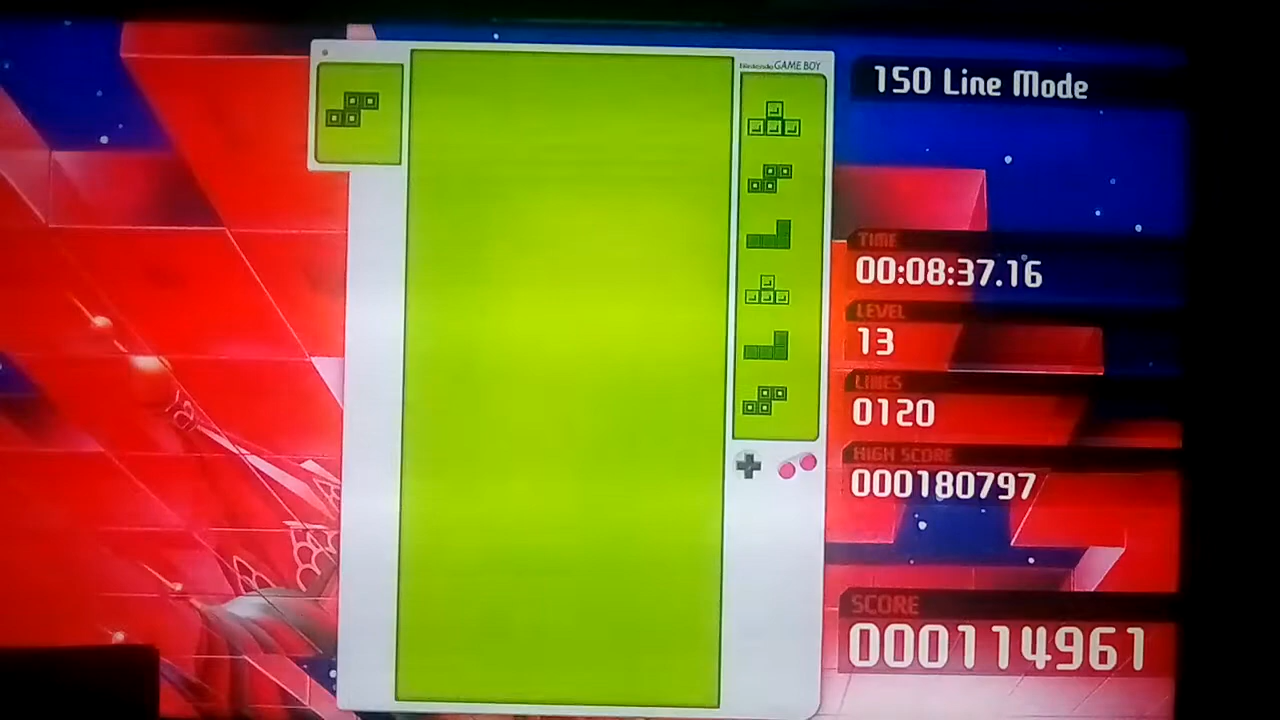 Nintendo GAME BOY
150 Line Mode
TIME
00:08:37.16
LEVEL
13
LINES
0120
HIGH SCORE
000180797
SCORE
000114961